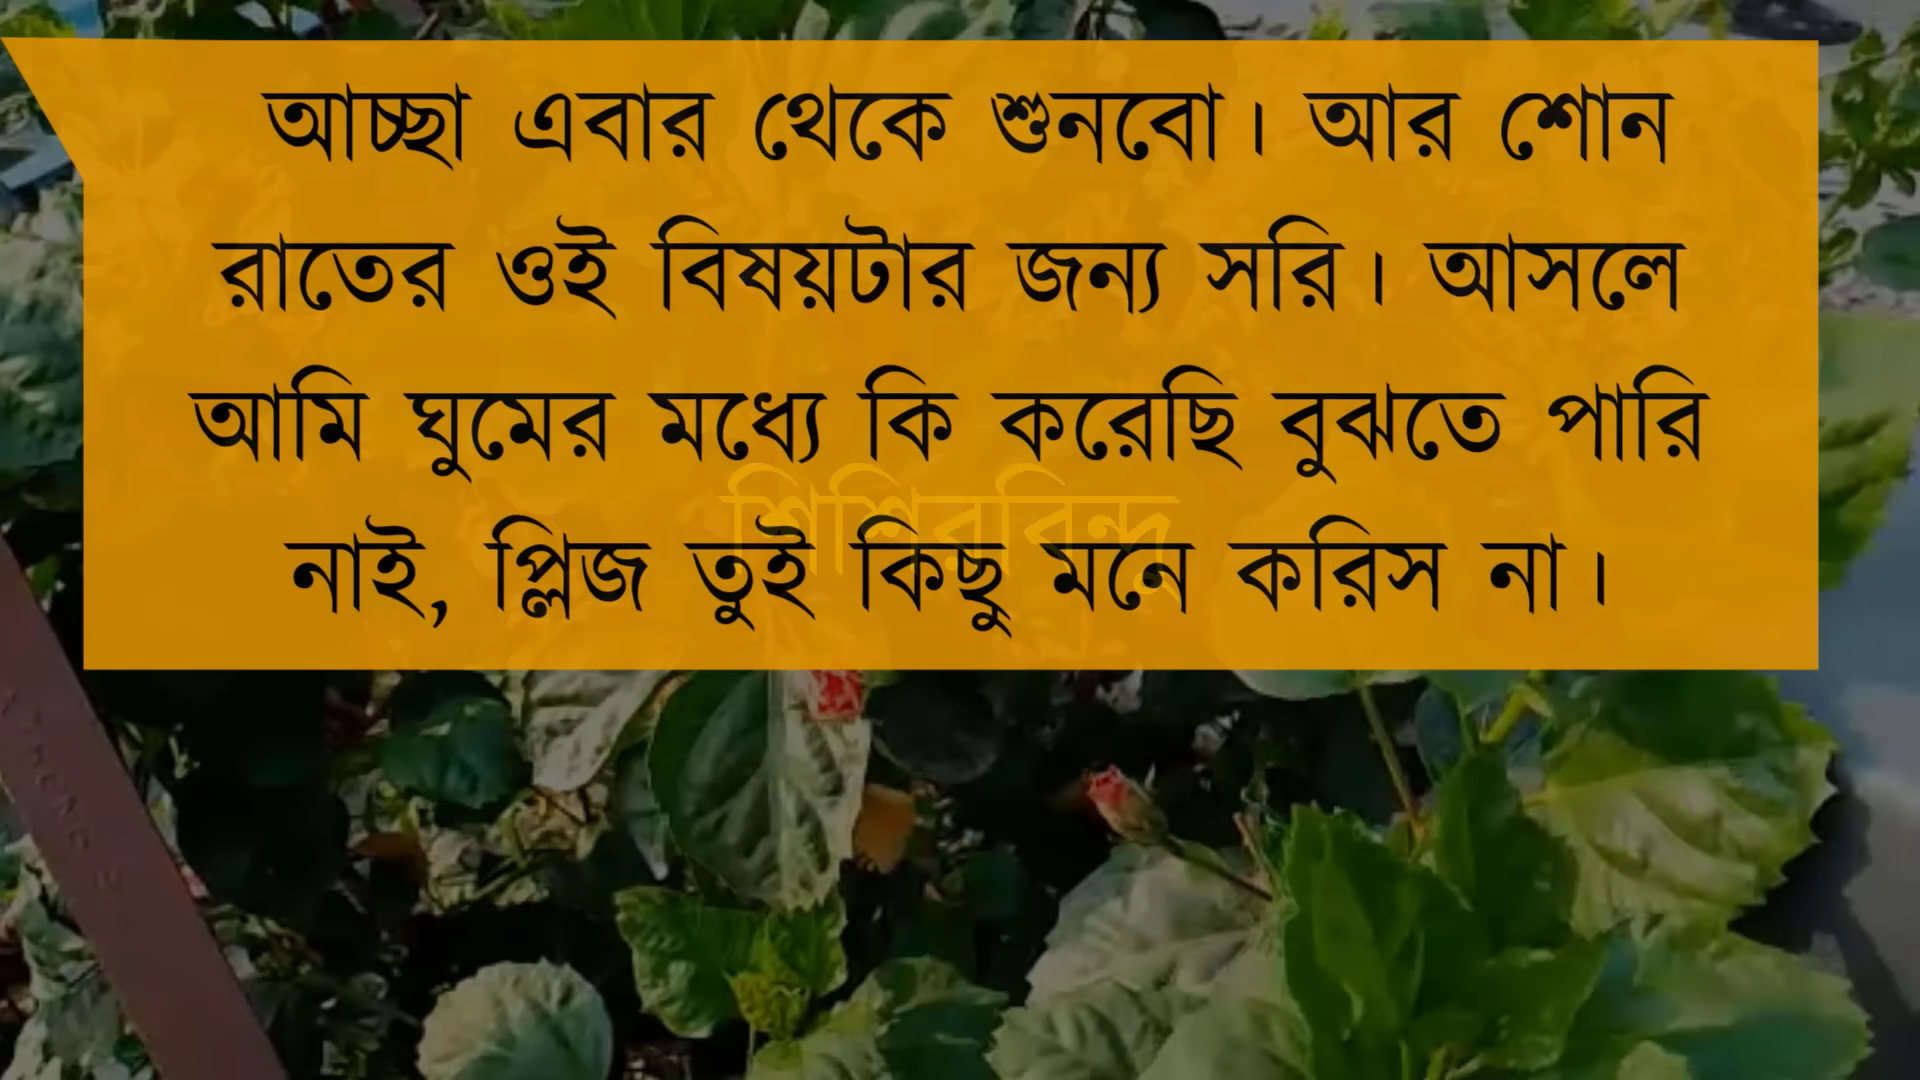 আচ্ছা এবার থেকে শুনবো। আর শোন
রাতের ওই বিষয়টার জন্য সরি। আসলে
আমি ঘুমের মধ্যে কি করেছি বুঝতে পারি
শিশিরবিন্দু
নাই, প্লিজ তুই কিছু মনে করিস না।